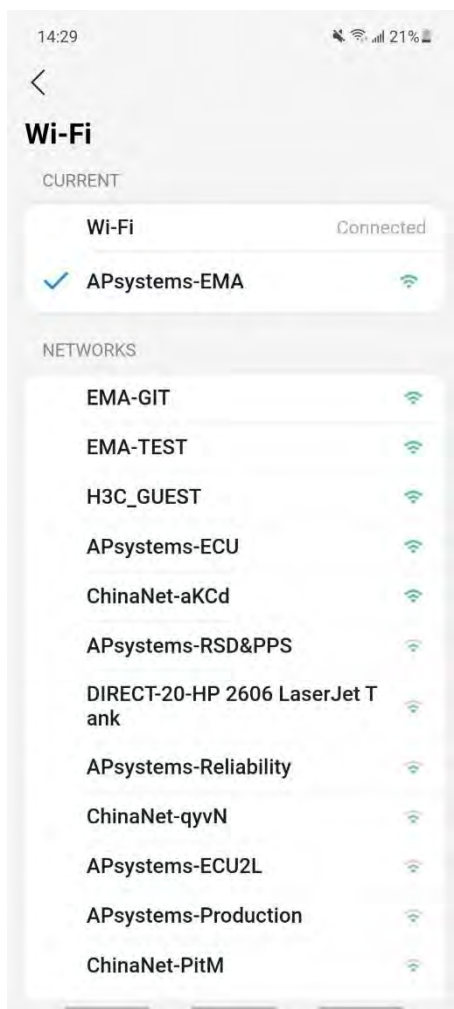 14:29 21%
Wi-Fi
CURRENT
Wi-Fi Connected
APsystems-EMA
NETWORKS
EMA-GIT
EMA-TEST
H3C_GUEST
APsystems-ECU
ChinaNet-aKCd
APsystems-RSD&PPS
DIRECT-20-HP 2606 LaserJet T
ank
APsystems-Reliability
ChinaNet-qyvN
APsystems-ECU2L
APsystems-Production
ChinaNet-PitM